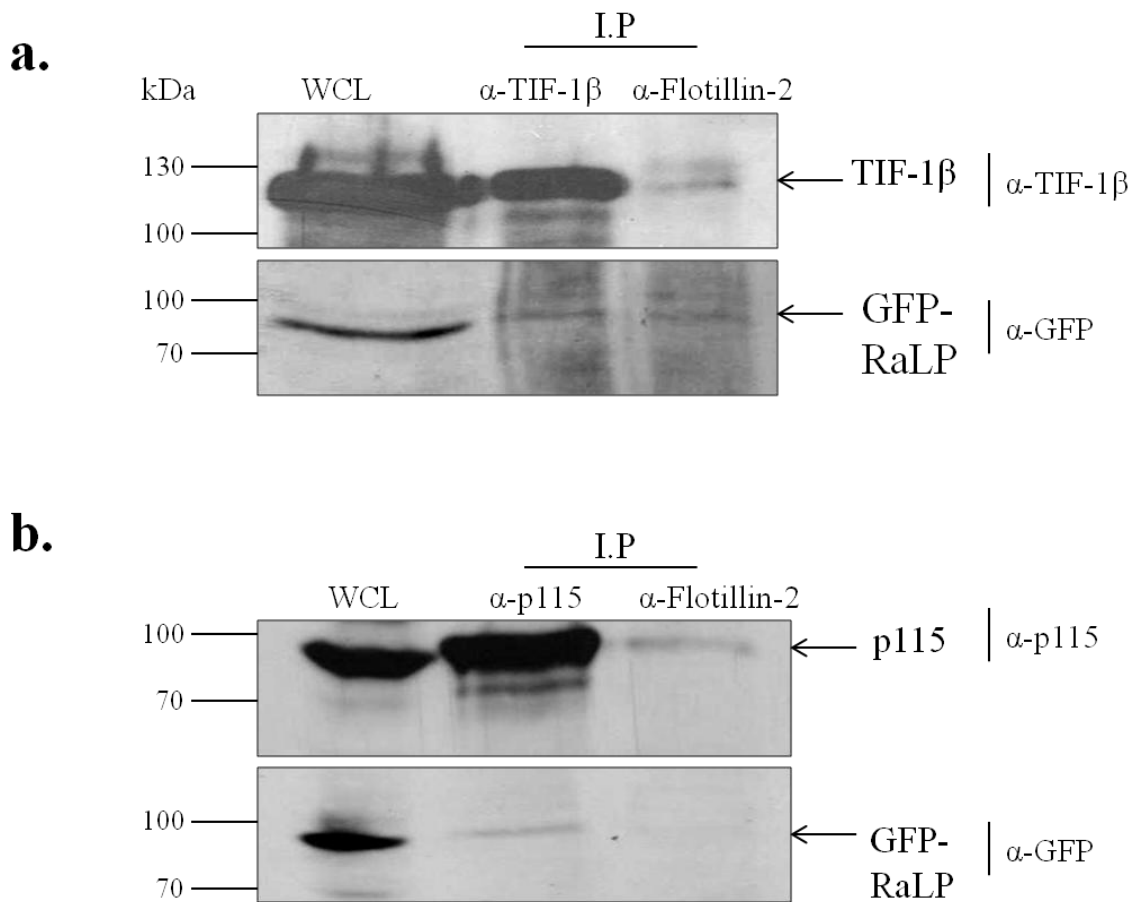 a.
I.P
kDa WCL α-TIF-1β α-Flotillin-2
130
100
TIF-1β α-TIF-1β
100
70
GFP-
RaLP
α-GFP
b.
I.P
WCL α-p115 α-Flotillin-2
100
70
p115 α-p115
100
70
GFP-
RaLP
α-GFP